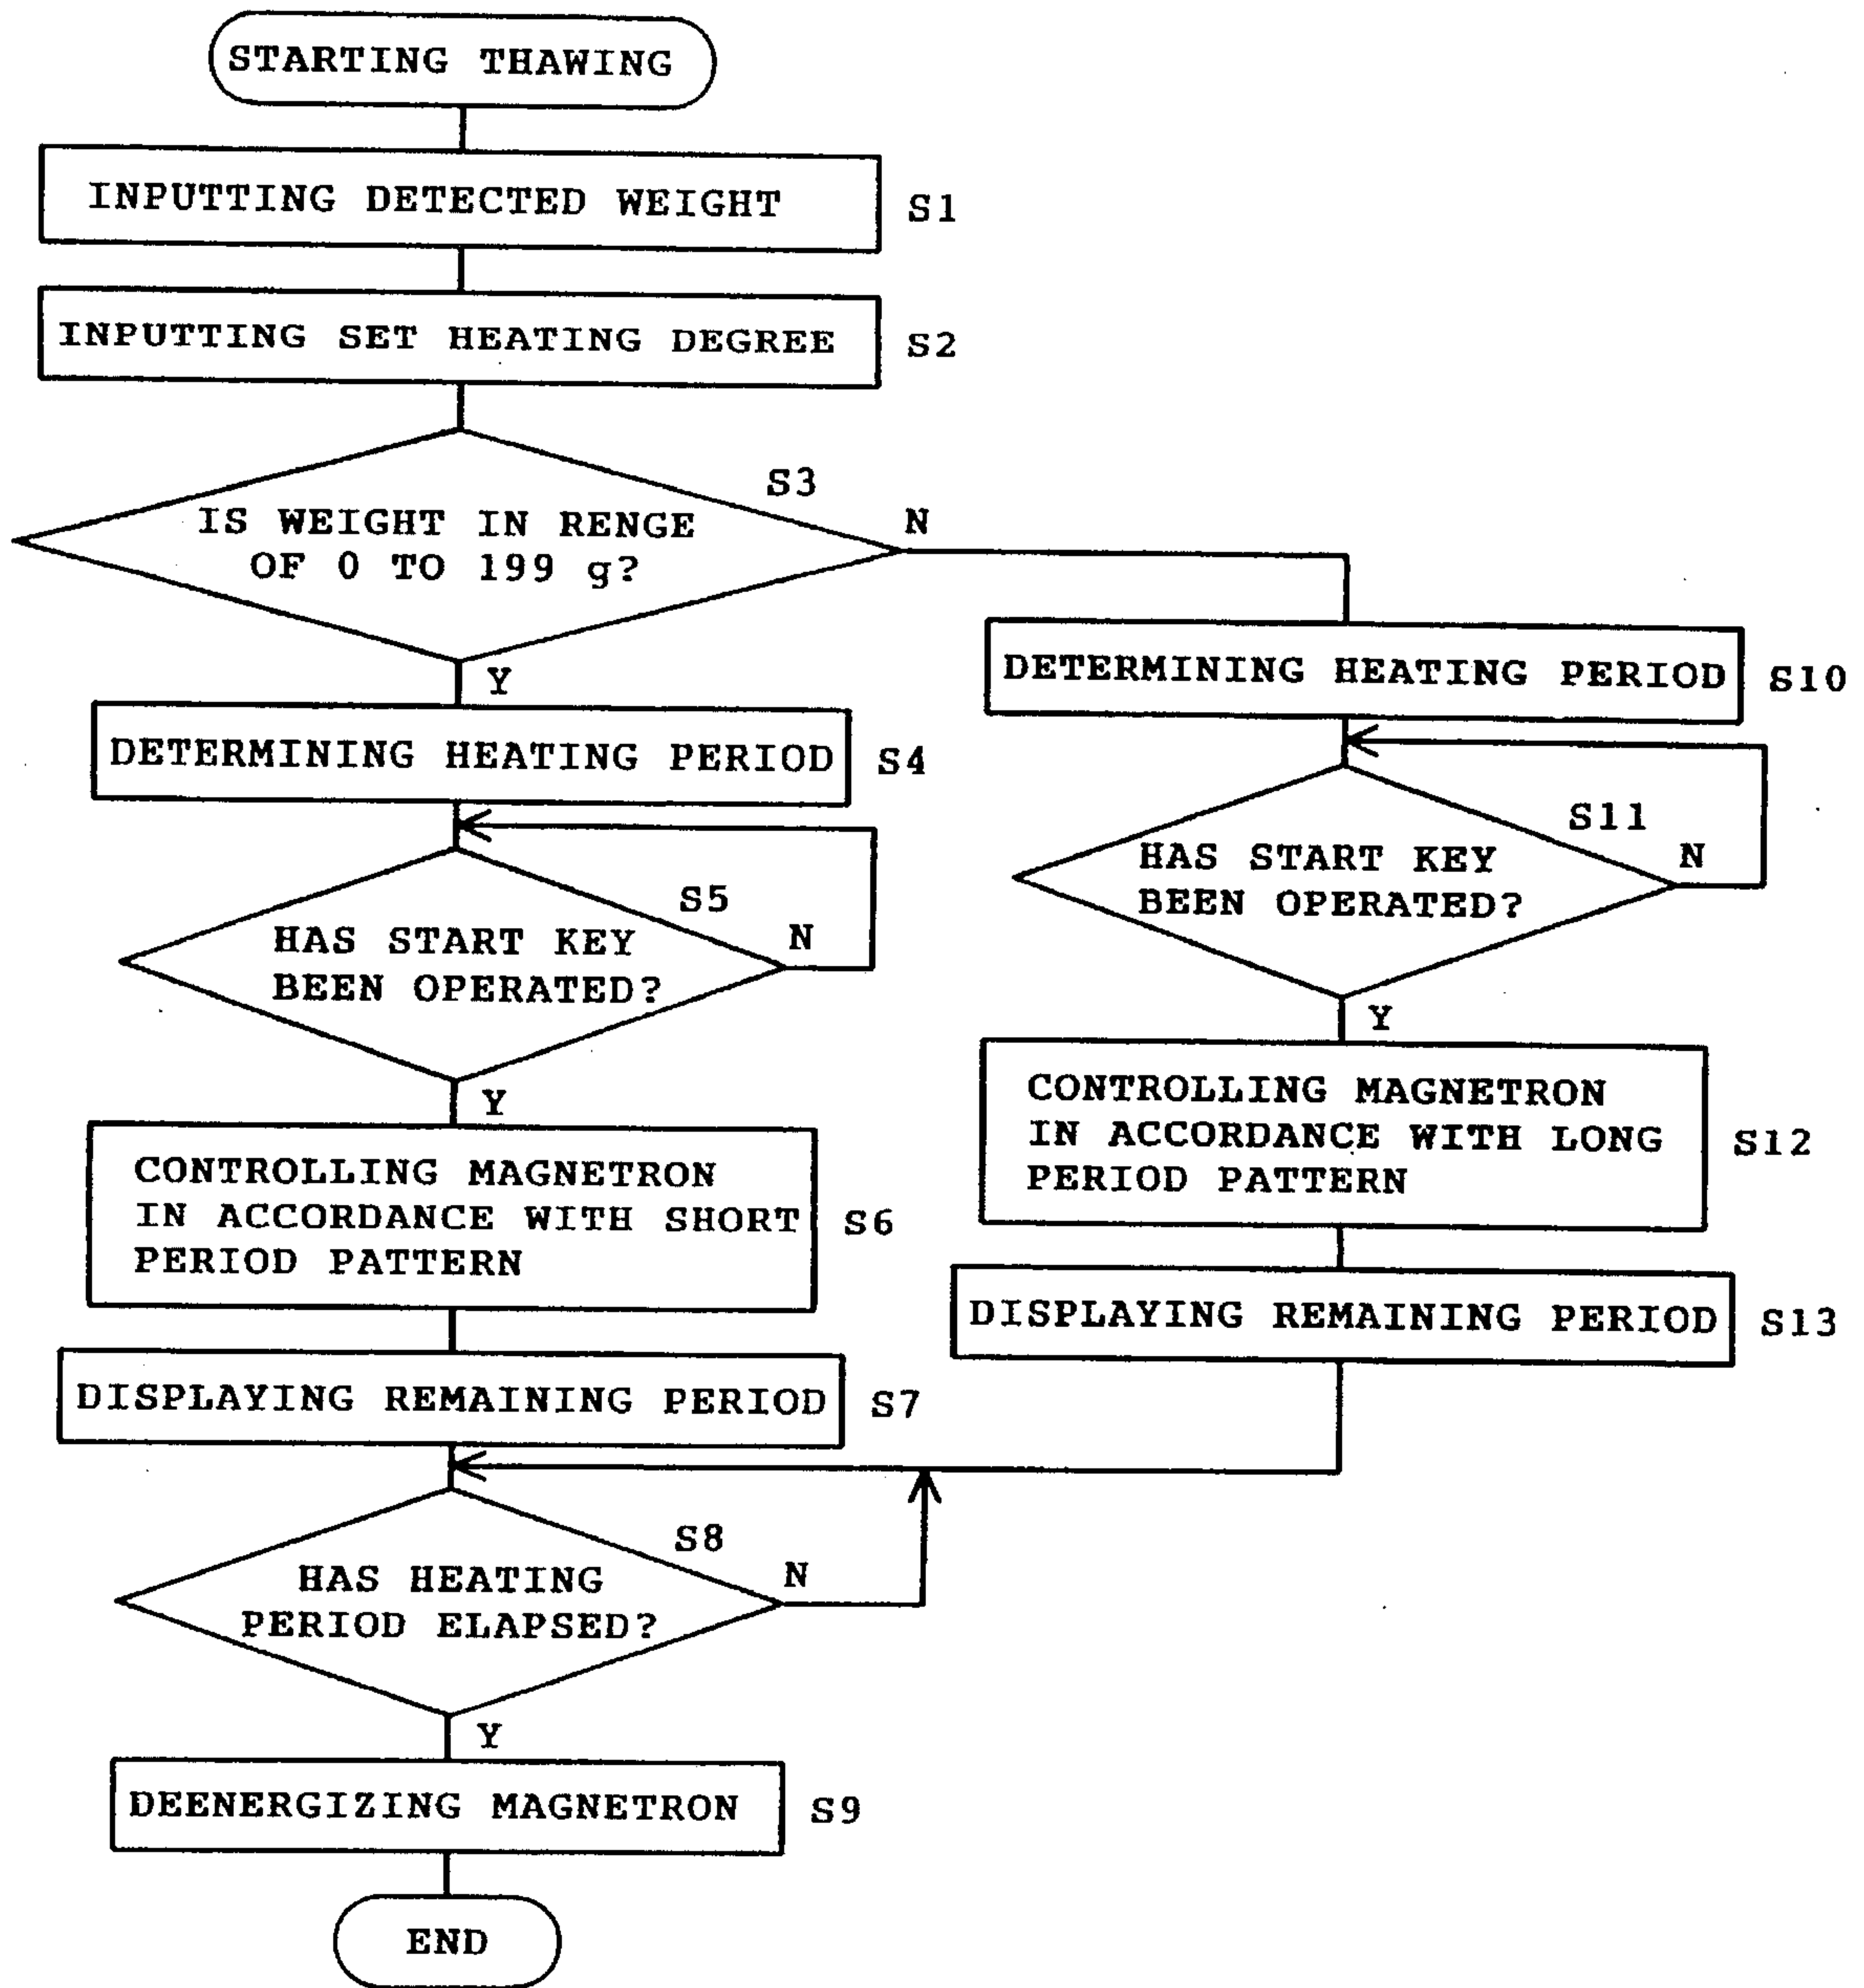 STARTING THAWING
INPUTTING DETECTED WEIGHT
S1
INPUTTING SET HEATING DEGREE
S2
S3
IS WEIGHT IN RENGE
OF 0 TO 199 g?
N
Y
DETERMINING HEATING PERIOD
S4
S5
HAS START KEY
BEEN OPERATED?
N
Y
CONTROLLING MAGNETRON
IN ACCORDANCE WITH SHORT
PERIOD PATTERN
S6
DISPLAYING REMAINING PERIOD
S7
S8
HAS HEATING
PERIOD ELAPSED?
N
Y
DEENERGIZING MAGNETRON
S9
END
DETERMINING HEATING PERIOD
S10
S11
HAS START KEY
BEEN OPERATED?
N
Y
CONTROLLING MAGNETRON
IN ACCORDANCE WITH LONG
PERIOD PATTERN
S12
DISPLAYING REMAINING PERIOD
S13